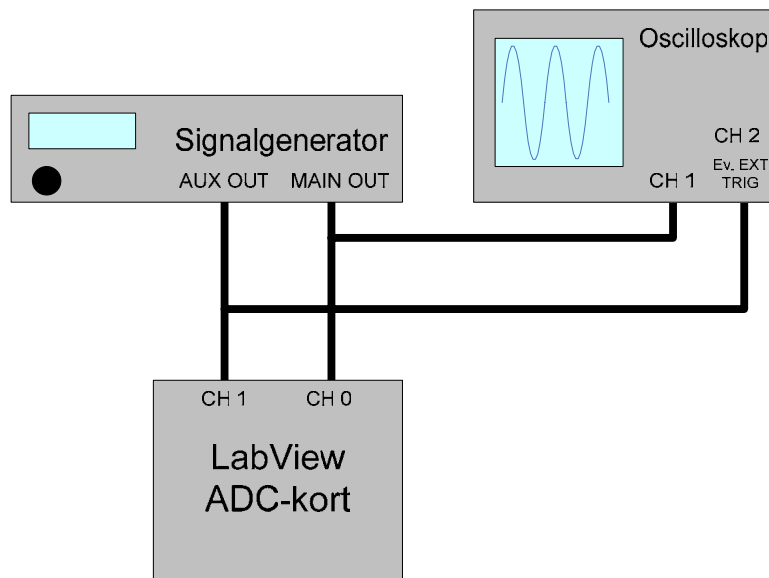 Oscilloskop
Signalgenerator
AUX OUT
MAIN OUT
CH 1
CH 2
Ev. EXT
TRIG
CH 1
CH 0
LabView
ADC-kort